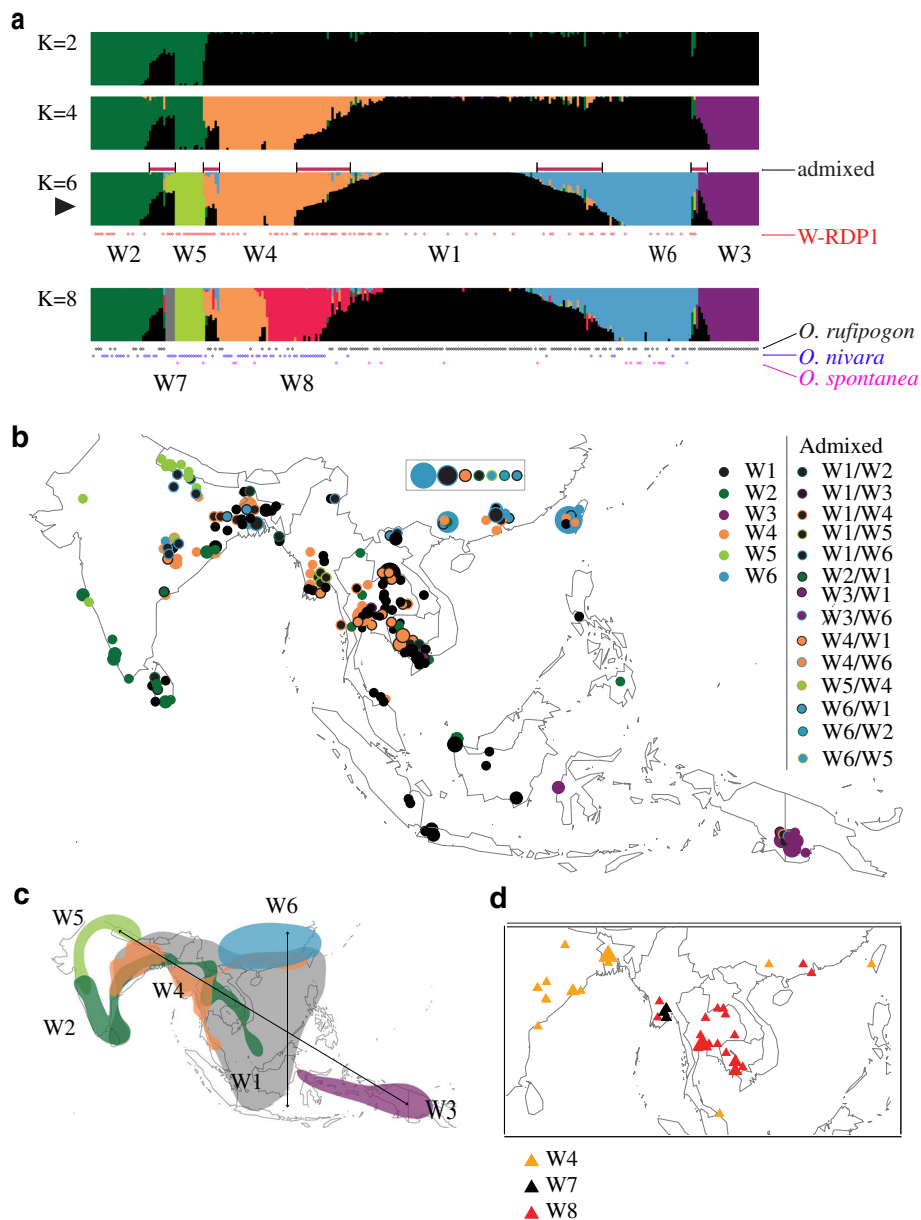 a
K=2
K=4
admixed
K=6
W-RDP1
W2 W5 W4 W1 W6 W3
K=8
O. rufipogon
O. nivara
O. spontanea
W7 W8
b
Admixed
W1
W2
W3
W4
W5
W6
W1/W2
W1/W3
W1/W4
W1/W5
W1/W6
W2/W1
W3/W1
W3/W6
W4/W1
W4/W6
W5/W4
W6/W1
W6/W2
W6/W5
c
W5
W6
W4
W2
W1
W3
d
W4
W7
W8